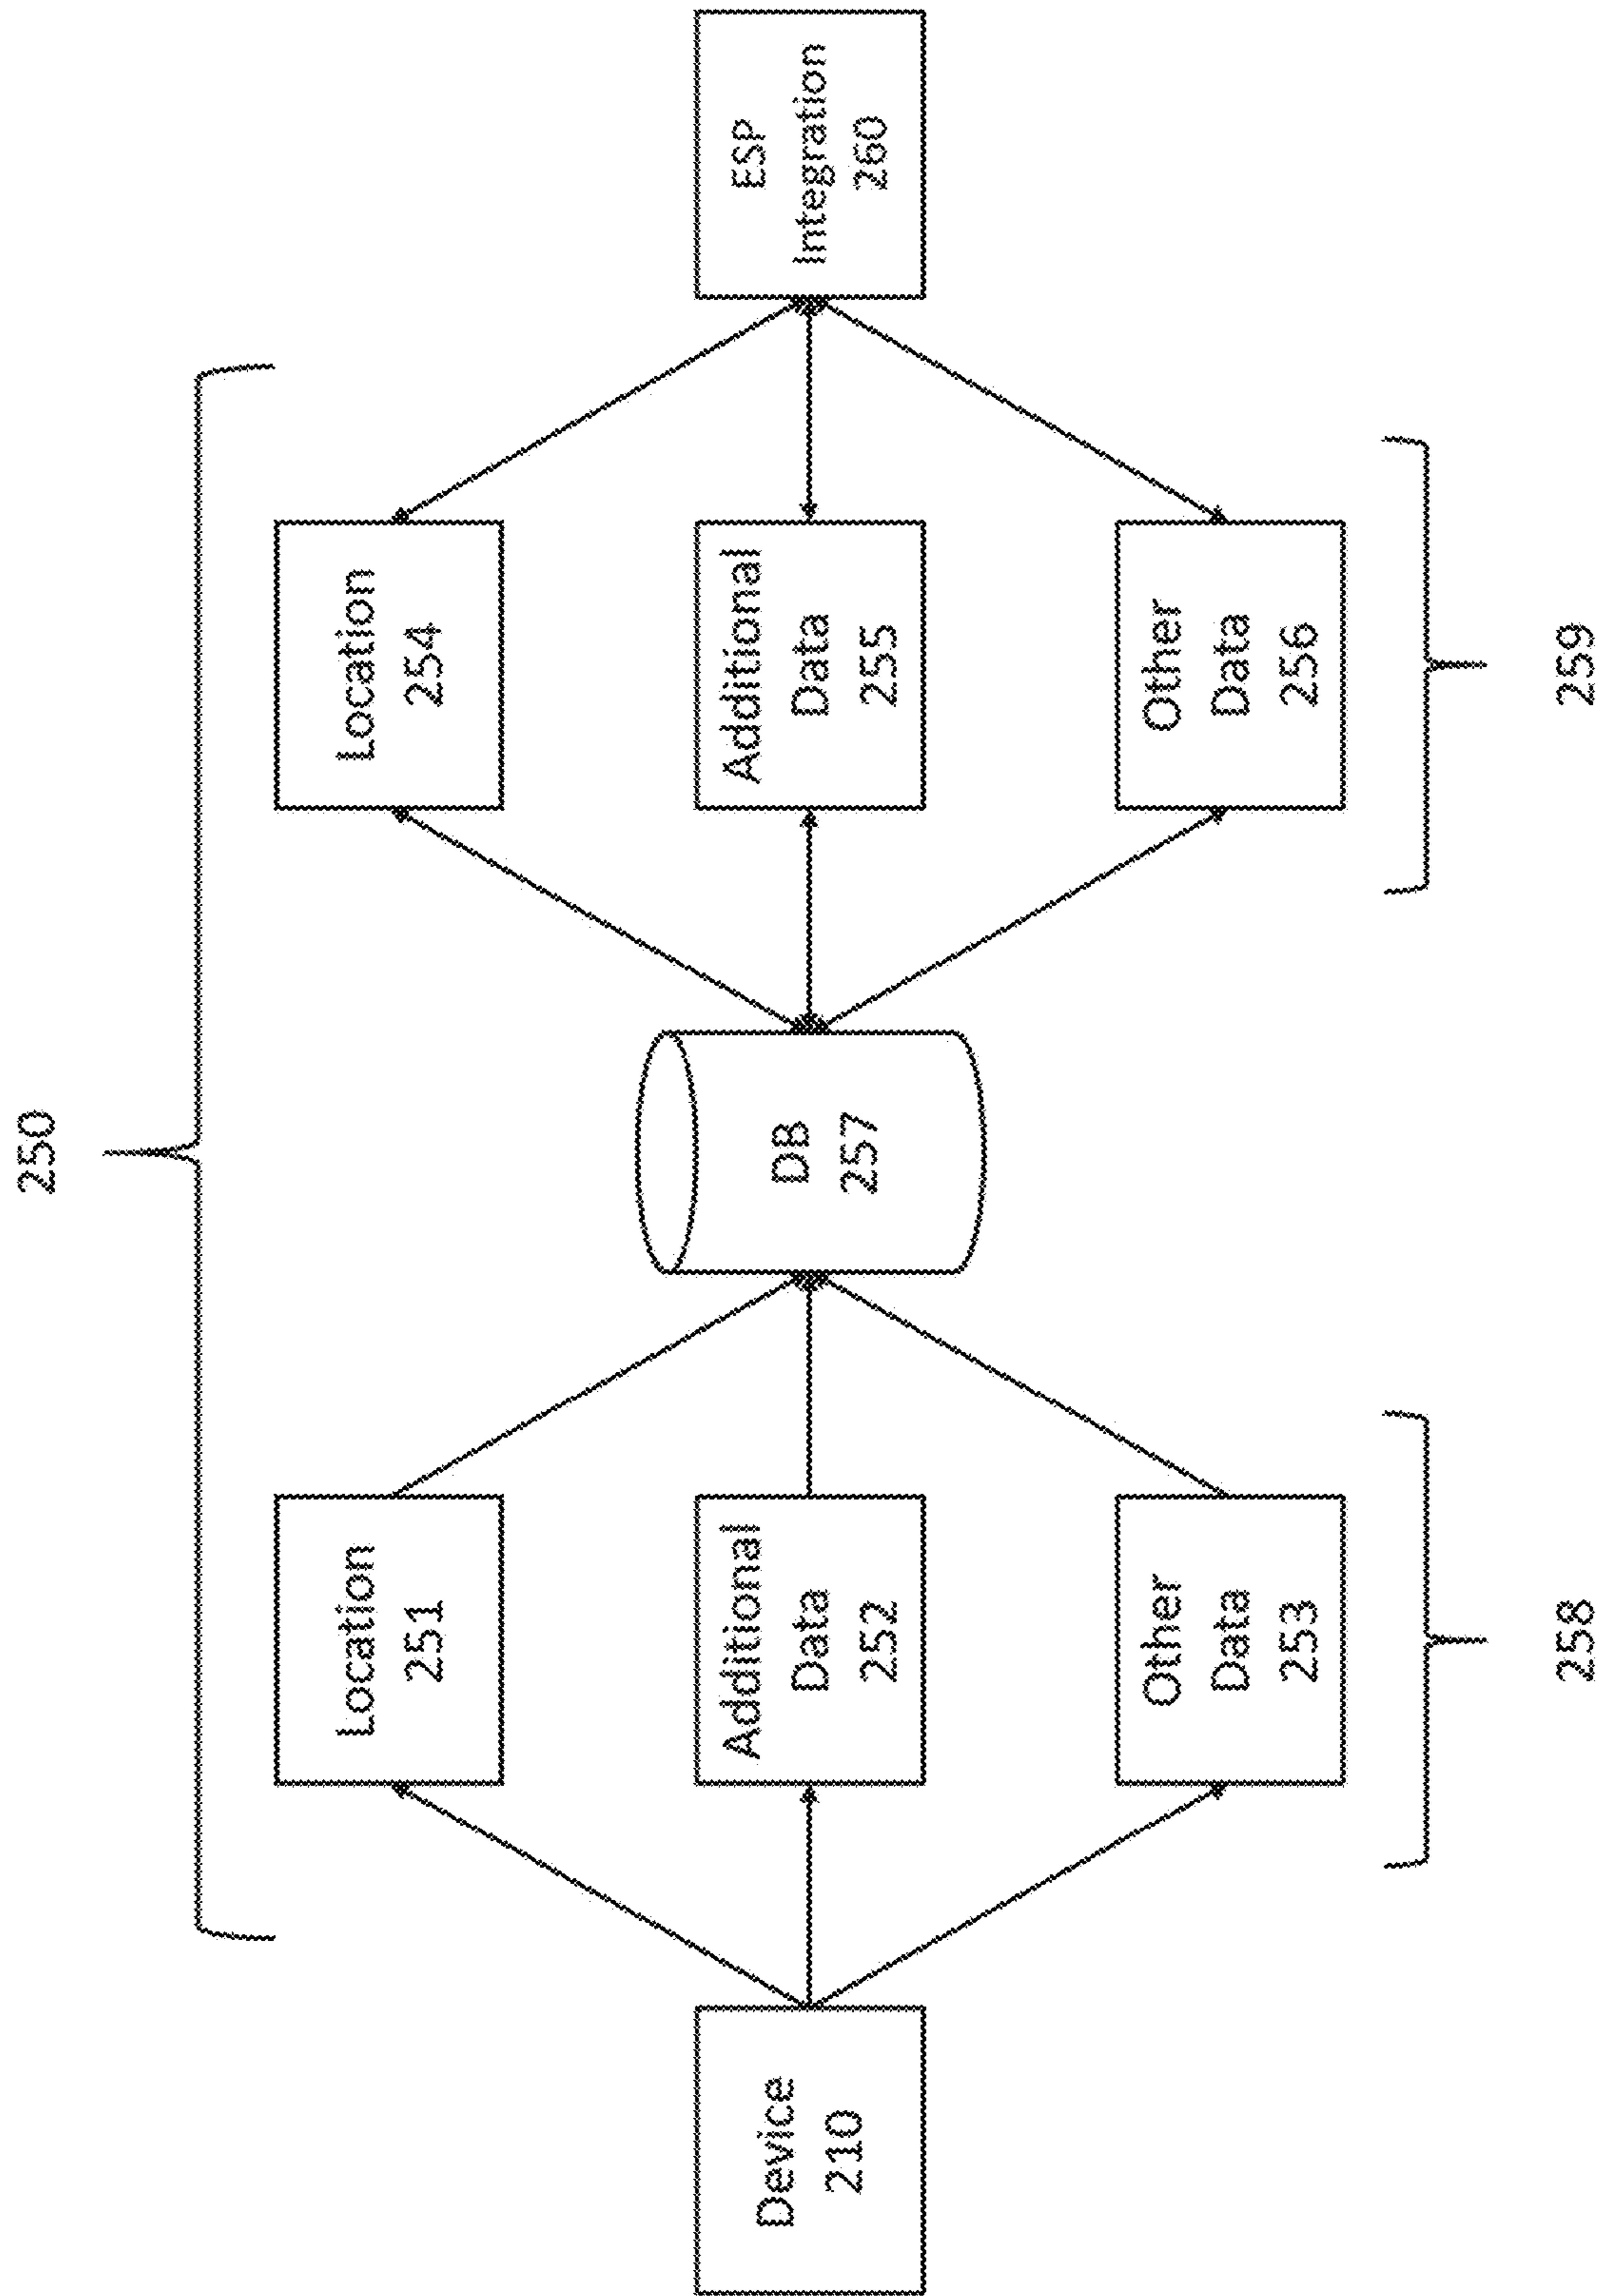 250
Device
210
Location
251
Additional
Data
252
Other
Data
253
258
DB
257
Location
254
Additional
Data
255
Other
Data
256
259
ESP
Integration
260